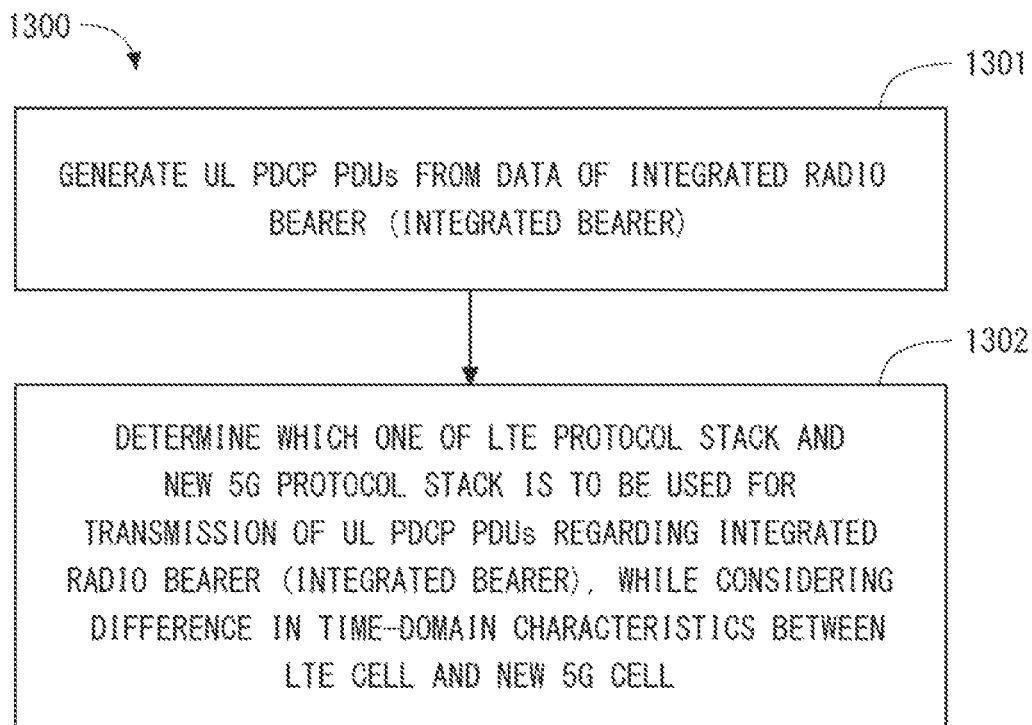 1300
1301
GENERATE UL PDCP PDUs FROM DATA OF INTEGRATED RADIO
BEARER (INTEGRATED BEARER)
1302
DETERMINE WHICH ONE OF LTE PROTOCOL STACK AND
NEW 5G PROTOCOL STACK IS TO BE USED FOR
TRANSMISSION OF UL PDCP PDUs REGARDING INTEGRATED
RADIO BEARER (INTEGRATED BEARER), WHILE CONSIDERING
DIFFERENCE IN TIME-DOMAIN CHARACTERISTICS BETWEEN
LTE CELL AND NEW 5G CELL